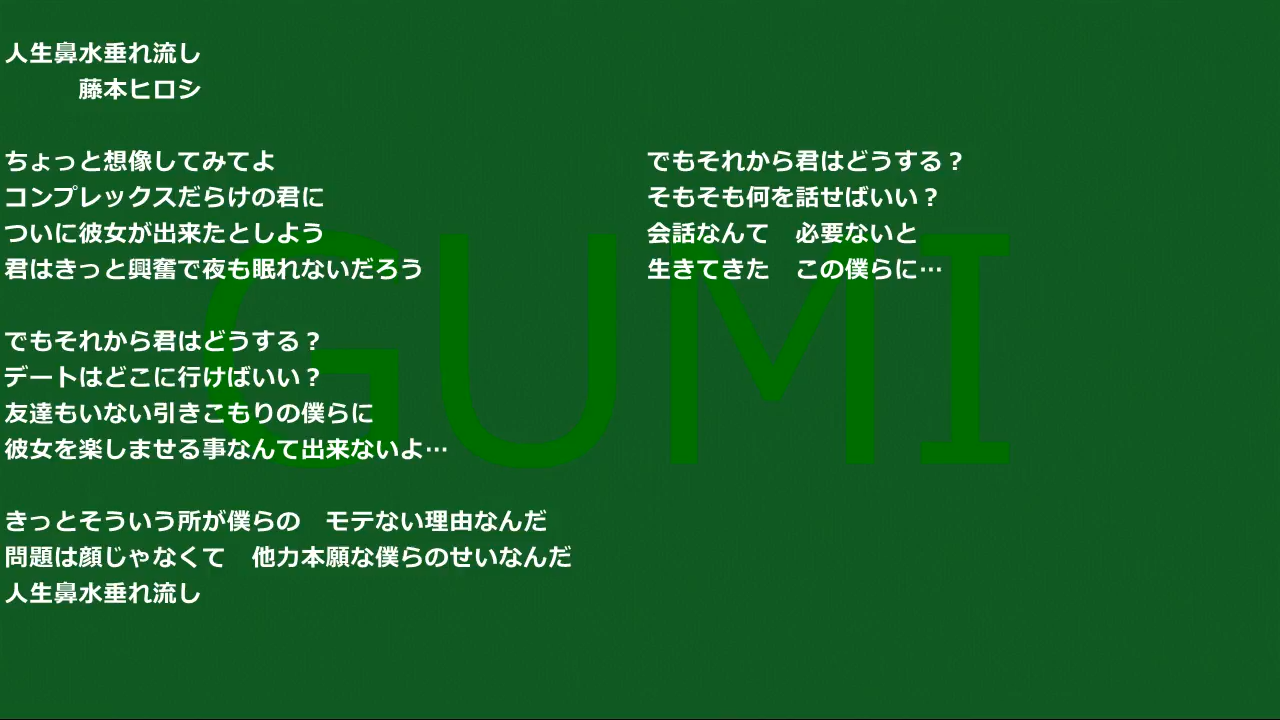 人生鼻水垂れ流し
藤本ヒロシ
ちょっと想像してみてよ
コンプレックスだらけの君に
ついに彼女が出来たとしよう
君はきっと興奮で夜も眠れないだろう
でもそれから君はどうする？
デートはどこに行けばいい？
友達もいない引きこもりの僕らに
彼女を楽しませる事なんて出来ないよ…
きっとそういう所が僕らの　モテない理由なんだ
問題は顔じゃなくて　他力本願な僕らのせいなんだ
人生鼻水垂れ流し
でもそれから君はどうする？
そもそも何を話せばいい？
会話なんて　必要ないと
生きてきた　この僕らに…
GUMI